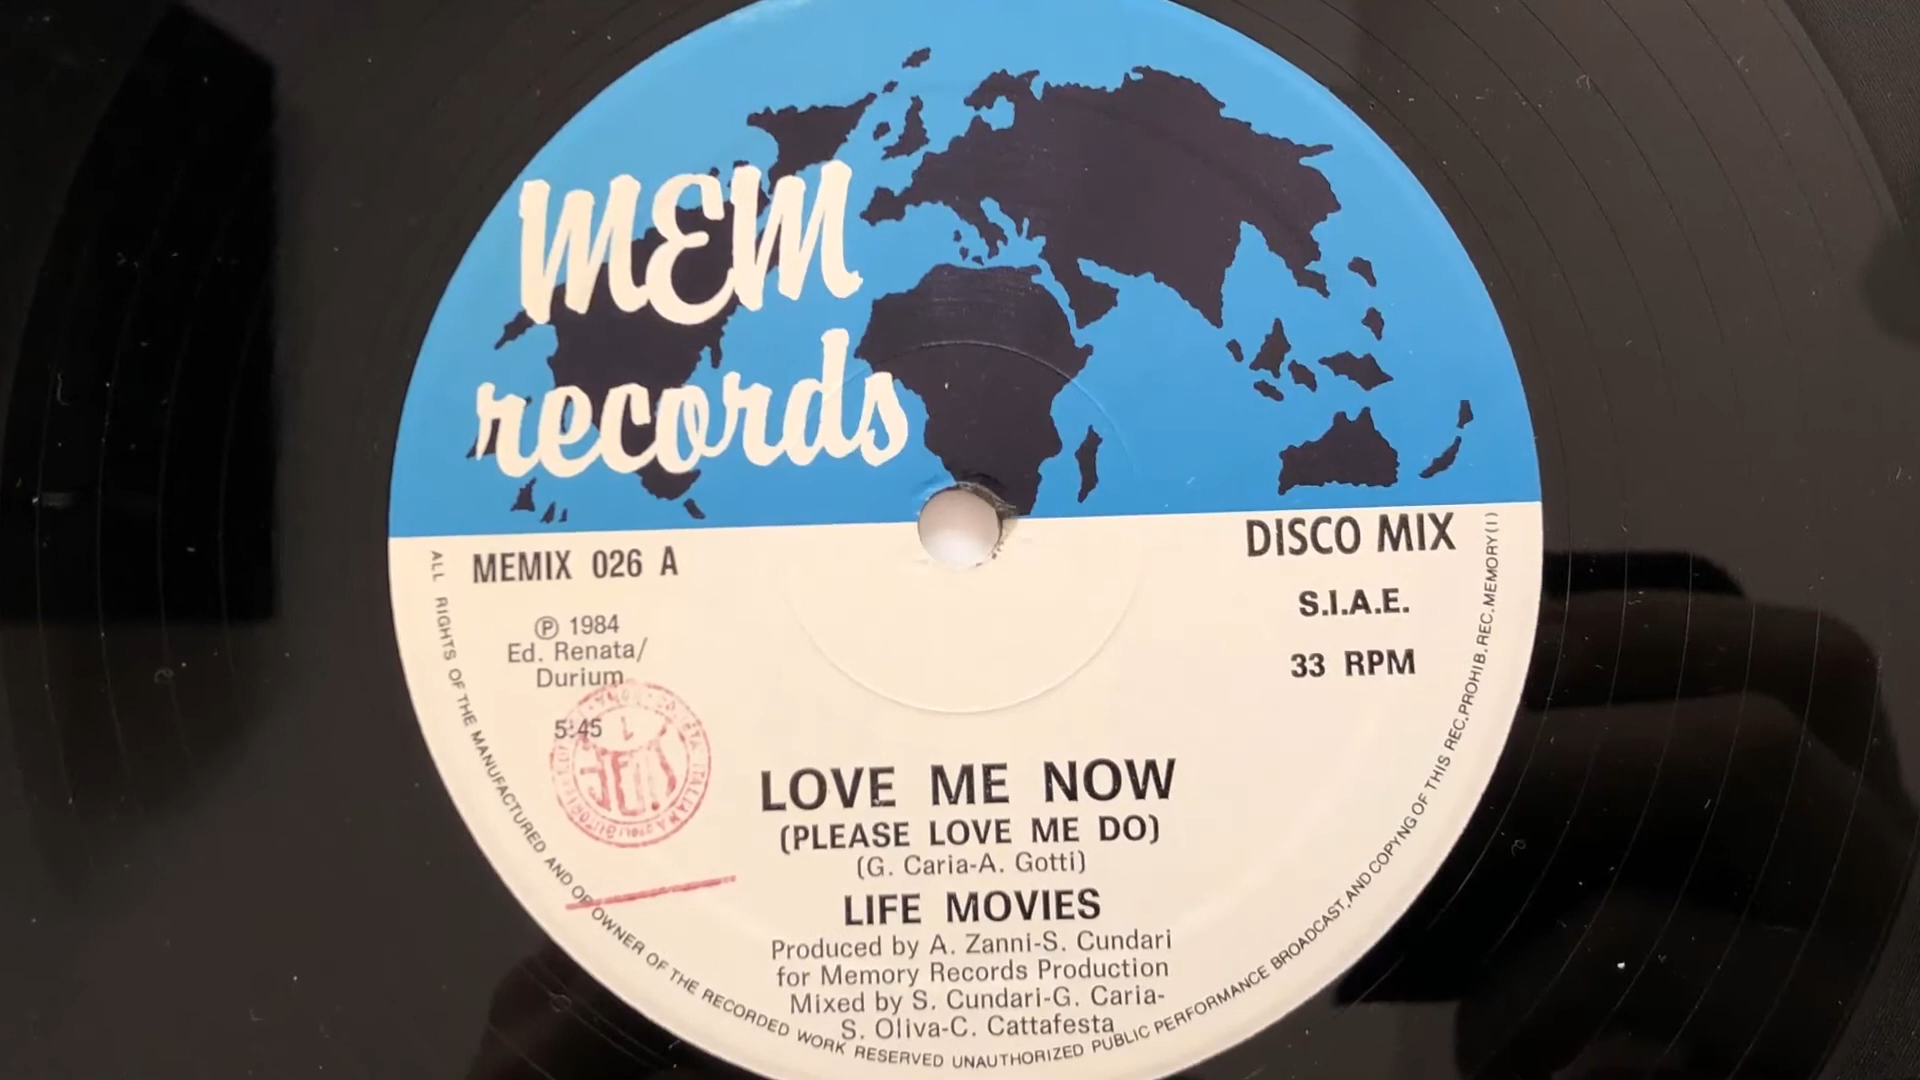 MEM
records
MEMIX 026 A
DISCO MIX
S.I.A.E.
33 RPM
℗ 1984
Ed. Renata/
Durium
5:45
LOVE ME NOW
(PLEASE LOVE ME DO)
(G. Caria-A. Gotti)
LIFE MOVIES
Produced by A. Zanni-S. Cundari
for Memory Records Production
Mixed by S. Cundari-G. Caria-
S. Oliva-C. Cattafesta
ALL RIGHTS OF THE MANUFACTURED AND OF OWNER OF THE RECORDED WORK RESERVED UNAUTHORIZED PUBLIC PERFORMANCE BROADCAST, AND COPYNG OF THIS REC. PROHIB. REC. MEMORY (I)